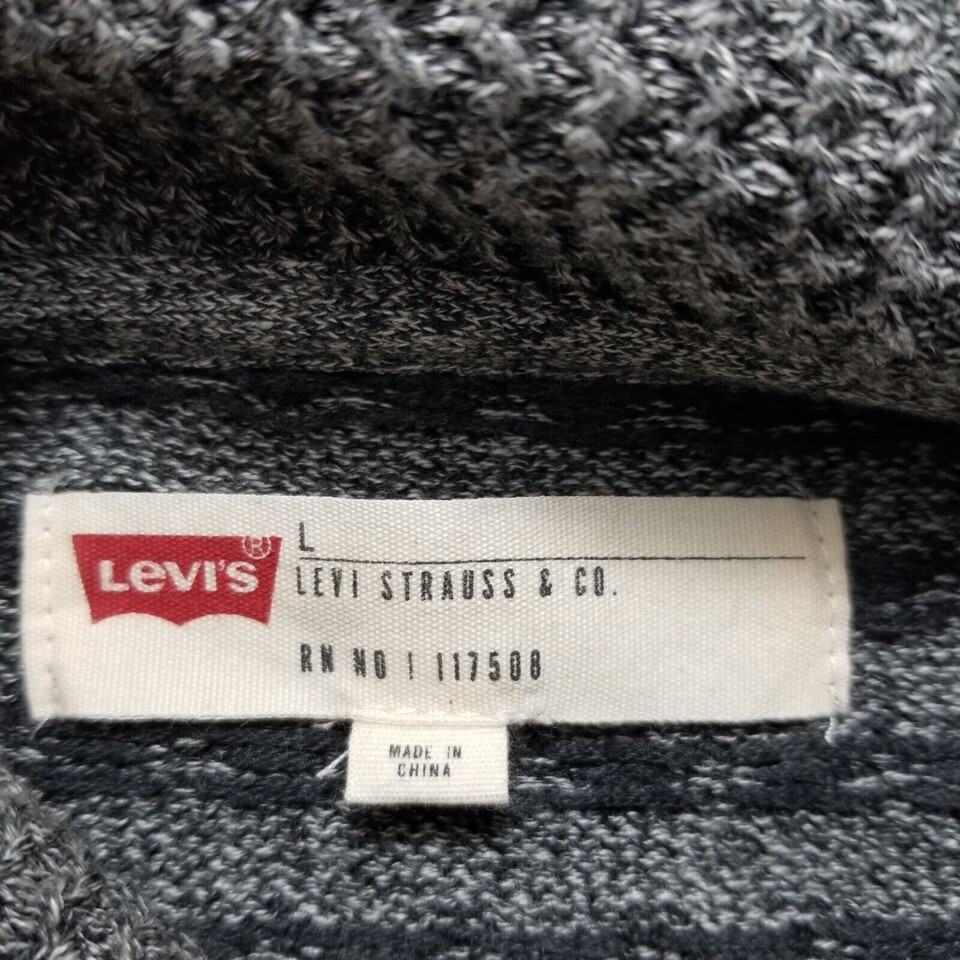 LEVI'S®
L
LEVI STRAUSS & CO.
RN NO ! 117508
MADE IN
CHINA